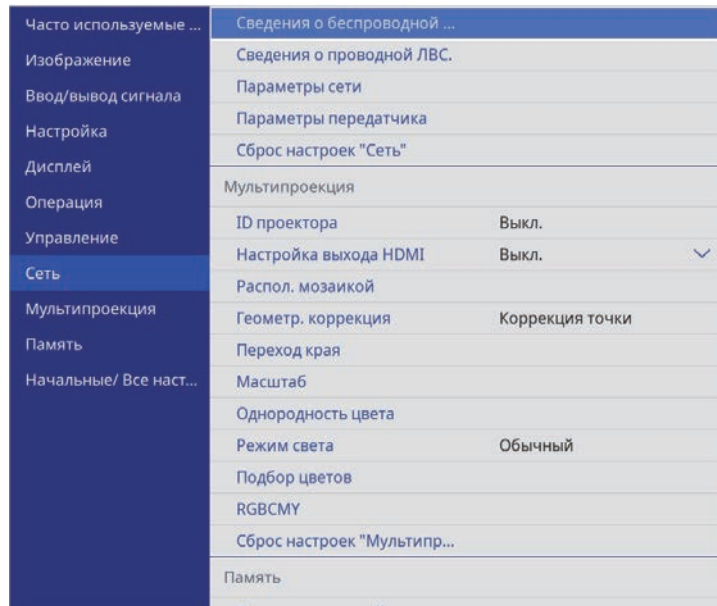 Часто используемые ...
Изображение
Ввод/вывод сигнала
Настройка
Дисплей
Операция
Управление
Сеть
Мультипроекция
Память
Начальные/ Все наст...
Сведения о беспроводной ...
Сведения о проводной ЛВС.
Параметры сети
Параметры передатчика
Сброс настроек "Сеть"
Мультипроекция
ID проектора Выкл.
Настройка выхода HDMI Выкл.
Распол. мозаикой
Геометр. коррекция Коррекция точки
Переход края
Масштаб
Однородность цвета
Режим света Обычный
Подбор цветов
RGBCMY
Сброс настроек "Мультипр...
Память